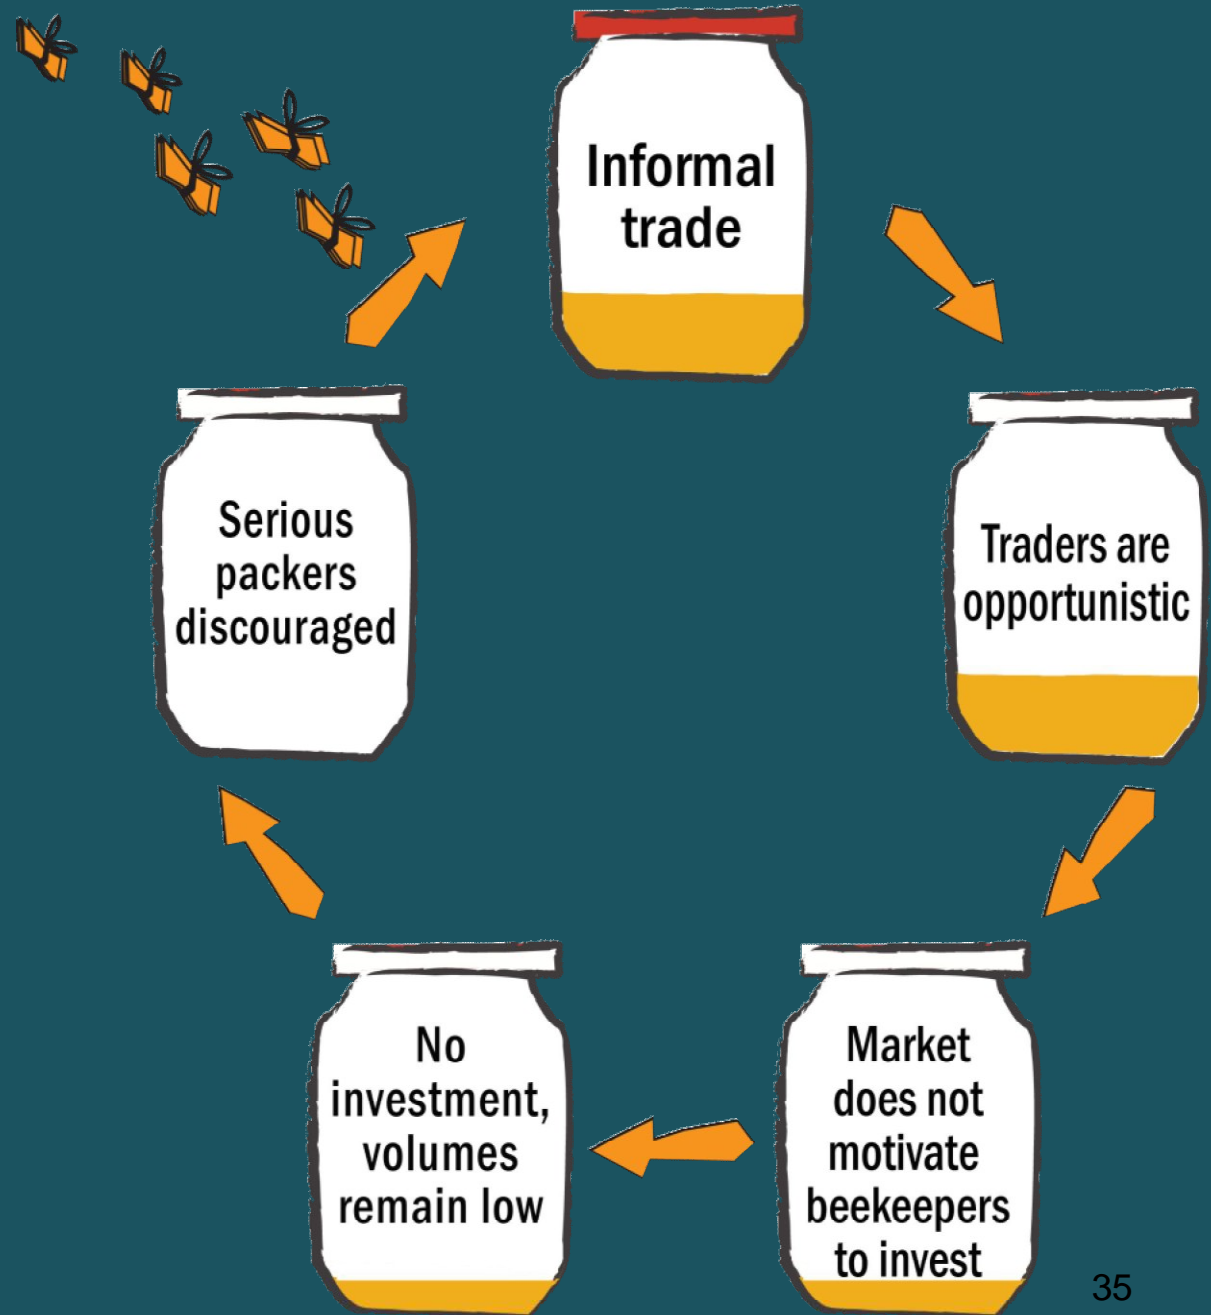 Informal
trade
Traders are
opportunistic
Market
does not
motivate
beekeepers
to invest
No
investment,
volumes
remain low
Serious
packers
discouraged
35